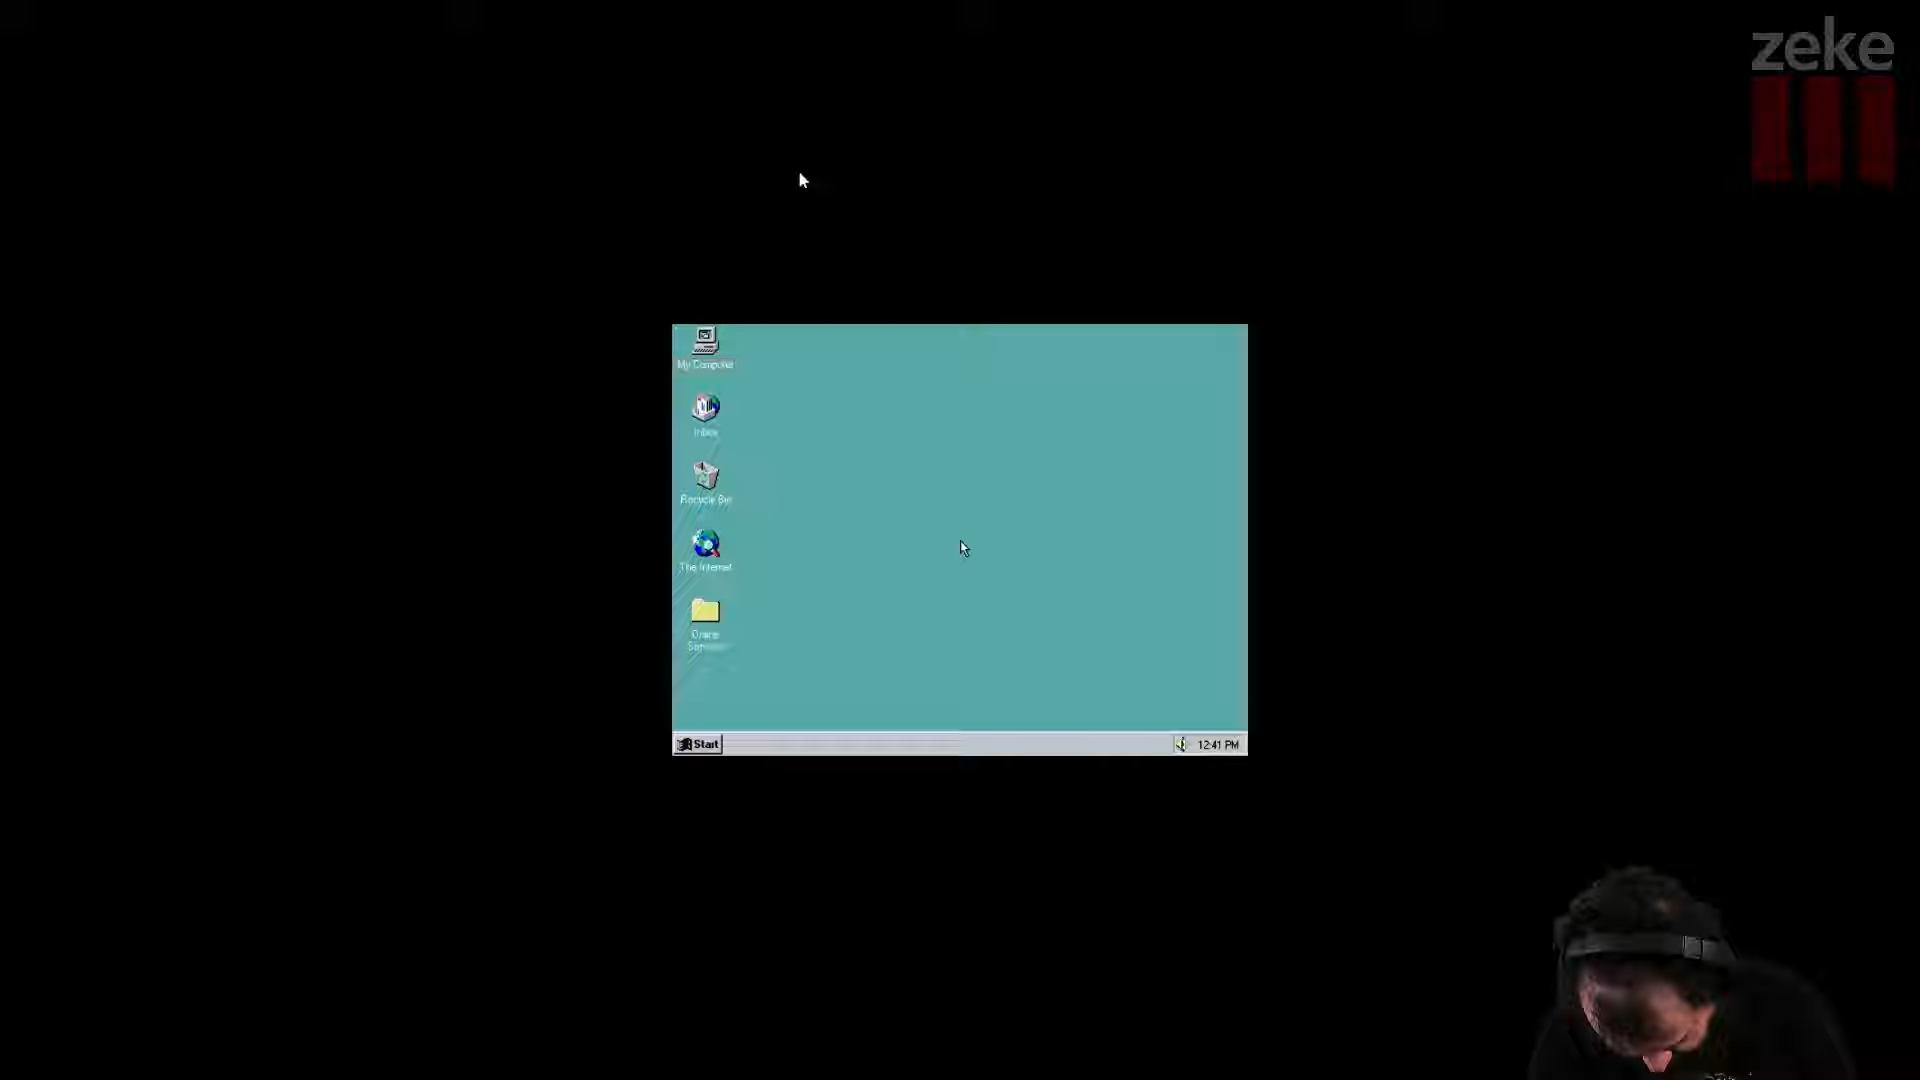 zeke
My Computer
Inbox
Recycle Bin
The Internet
Start
12:41 PM